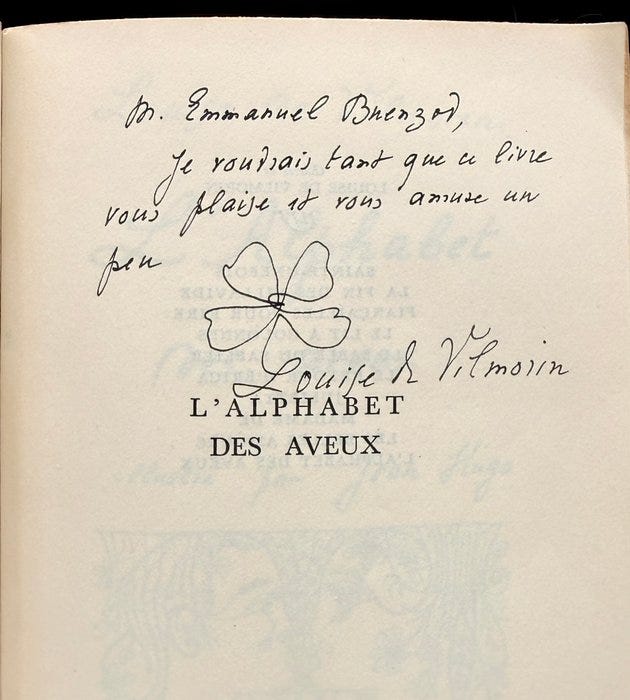 M. Emmanuel Buenzod,
Je voudrais tant que ce livre
vous plaise et vous amuse un
peu
Louise de Vilmorin
L'ALPHABET
DES AVEUX